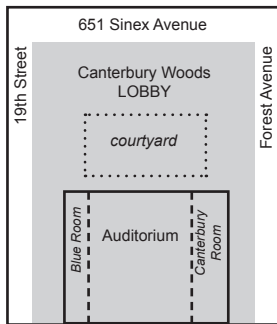 651 Sinex Avenue
19th Street
Canterbury Woods
LOBBY
Forest Avenue
courtyard
Blue Room
Auditorium
Canterbury
Room